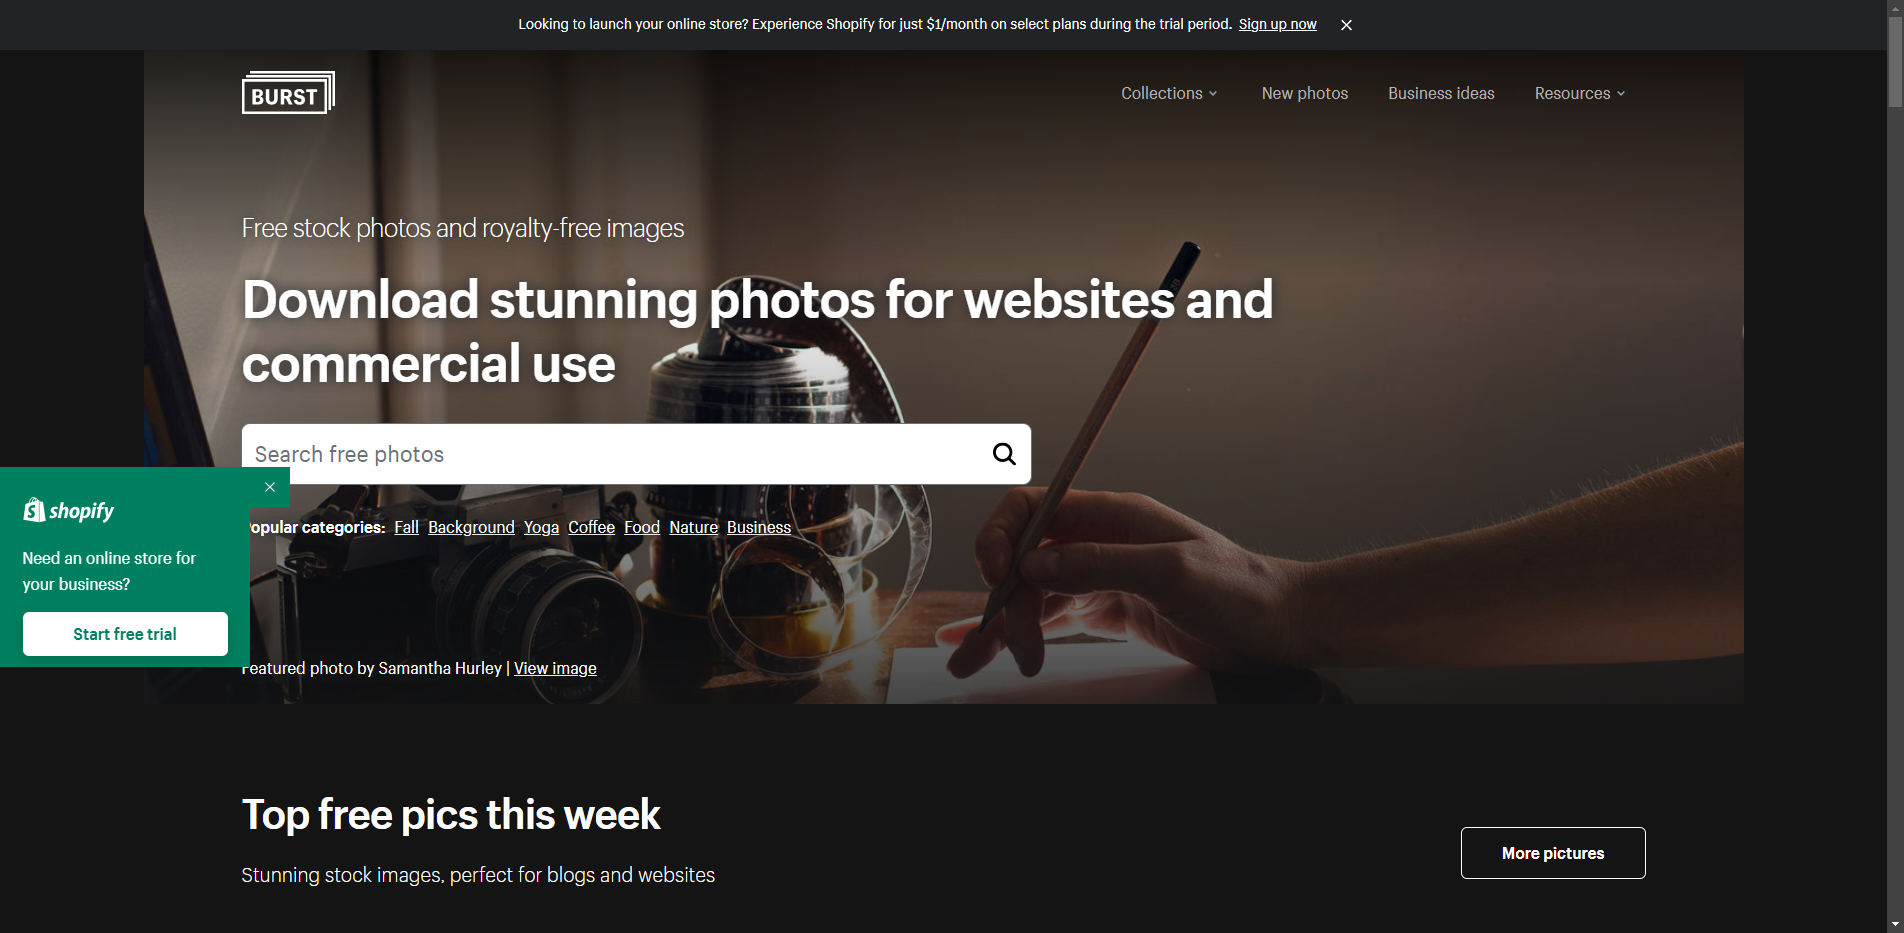 Looking to launch your online store? Experience Shopify for just $1/month on select plans during the trial period. Sign up now
BURST
Collections
New photos
Business ideas
Resources
Free stock photos and royalty-free images
Download stunning photos for websites and
commercial use
Search free photos
shopify
Need an online store for
your business?
Start free trial
opular categories: Fall Background Yoga Coffee Food Nature Business
Featured photo by Samantha Hurley | View image
Top free pics this week
Stunning stock images, perfect for blogs and websites
More pictures